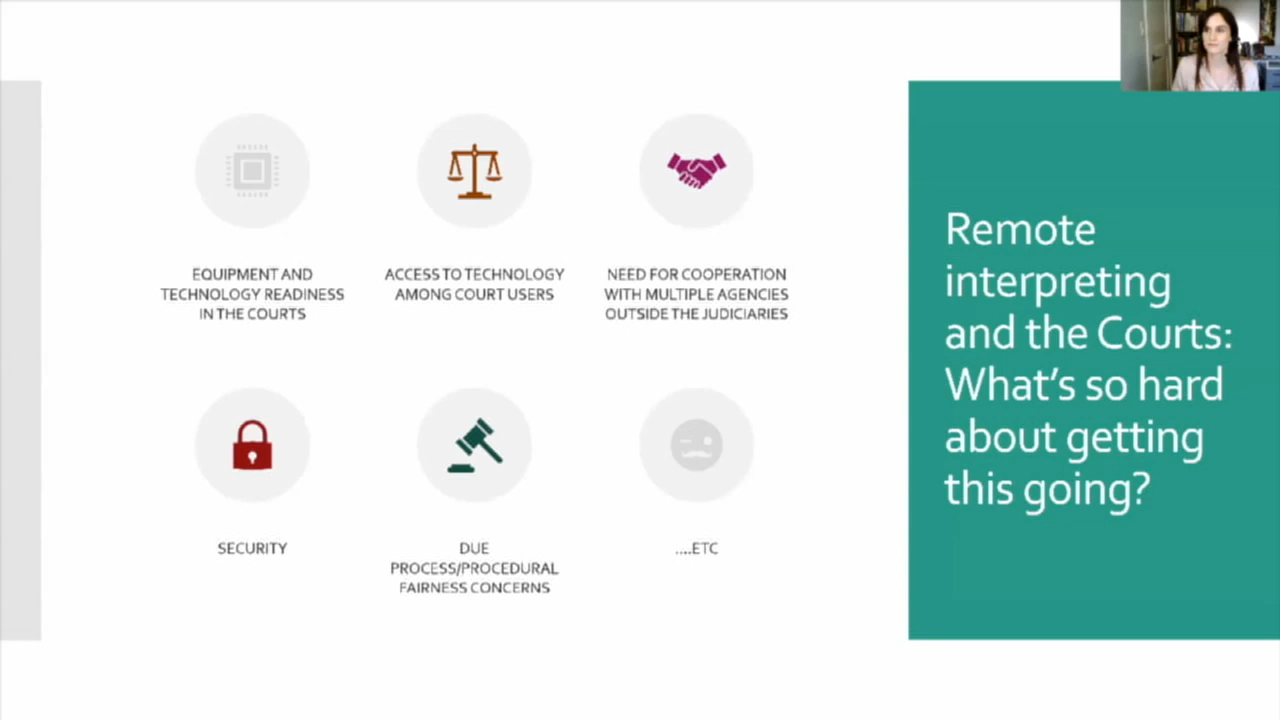 EQUIPMENT AND
TECHNOLOGY READINESS
IN THE COURTS
ACCESS TO TECHNOLOGY
AMONG COURT USERS
NEED FOR COOPERATION
WITH MULTIPLE AGENCIES
OUTSIDE THE JUDICIARIES
SECURITY
DUE
PROCESS/PROCEDURAL
FAIRNESS CONCERNS
....ETC
Remote
interpreting
and the Courts:
What's so hard
about getting
this going?